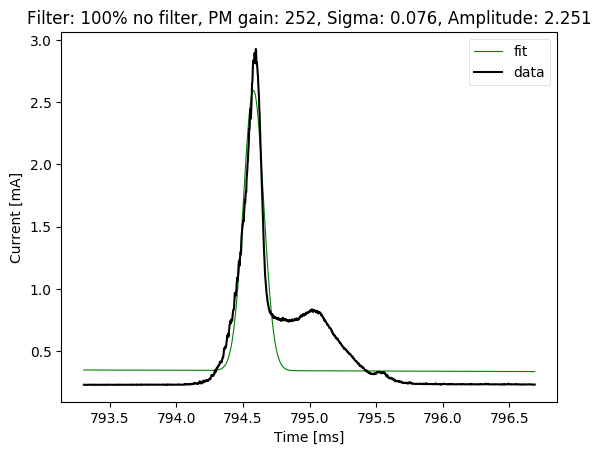 Filter: 100% no filter, PM gain: 252, Sigma: 0.076, Amplitude: 2.251
fit
data
3.0
2.5
2.0
1.5
1.0
0.5
Current [mA]
793.5 794.0 794.5 795.0 795.5 796.0 796.5
Time [ms]